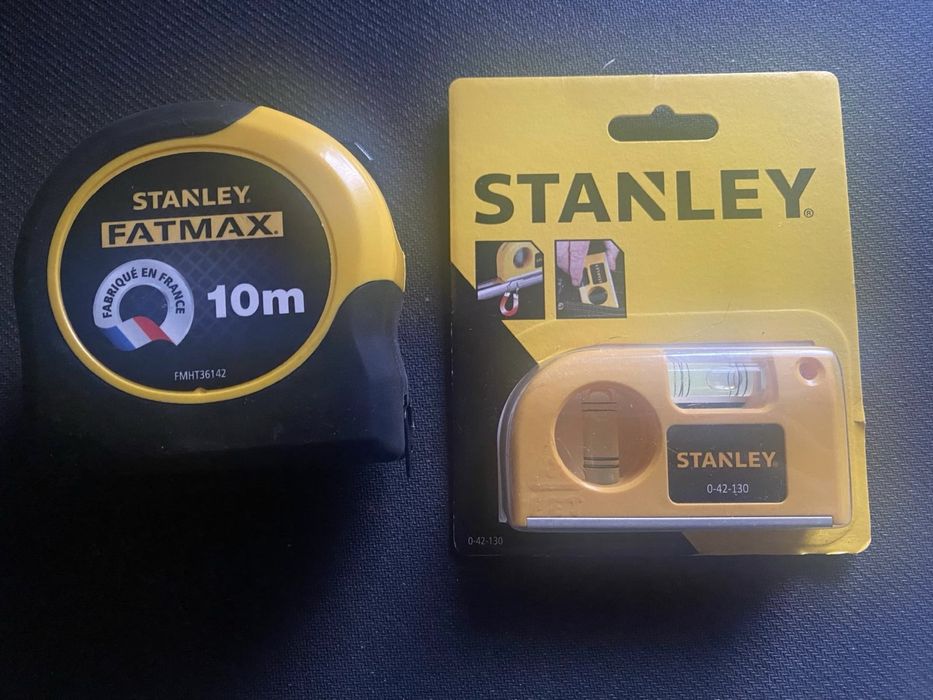 STANLEY®
FATMAX®
FABRIQUÉ EN FRANCE
10m
FMHT36142
STANLEY®
STANLEY®
0-42-130
0-42-130